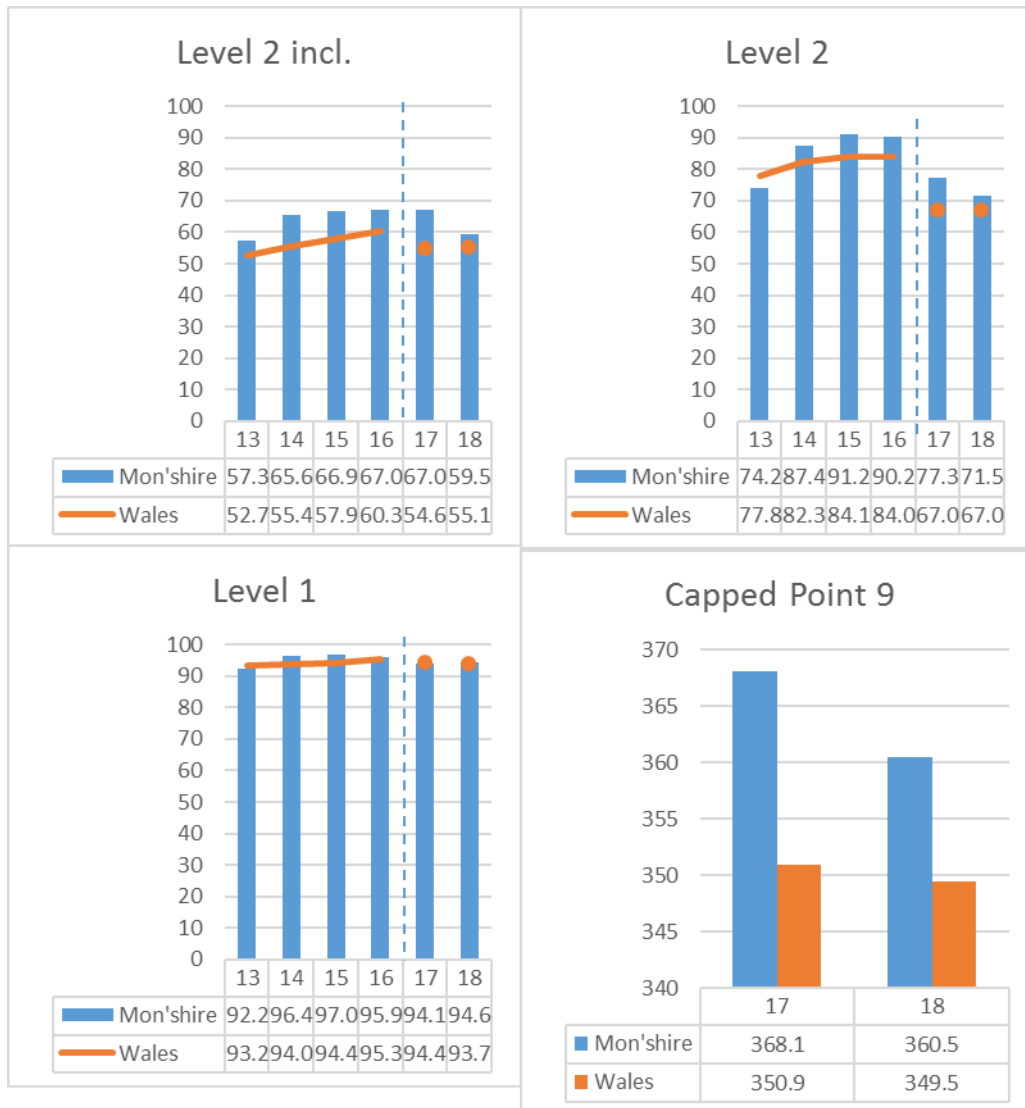 Level 2 incl.
100
90
80
70
60
50
40
30
20
10
0
13 14 15 16 17 18
Mon'shire 57.3 65.6 66.9 67.0 67.0 59.5
Wales 52.7 55.4 57.9 60.3 54.6 55.1
Level 2
100
90
80
70
60
50
40
30
20
10
0
13 14 15 16 17 18
Mon'shire 74.2 87.4 91.2 90.2 77.3 71.5
Wales 77.8 82.3 84.1 84.0 67.0 67.0
Level 1
100
90
80
70
60
50
40
30
20
10
0
13 14 15 16 17 18
Mon'shire 92.2 96.4 97.0 95.9 94.1 94.6
Wales 93.2 94.0 94.4 95.3 94.4 93.7
Capped Point 9
370
365
360
355
350
345
340
17 18
Mon'shire 368.1 360.5
Wales 350.9 349.5